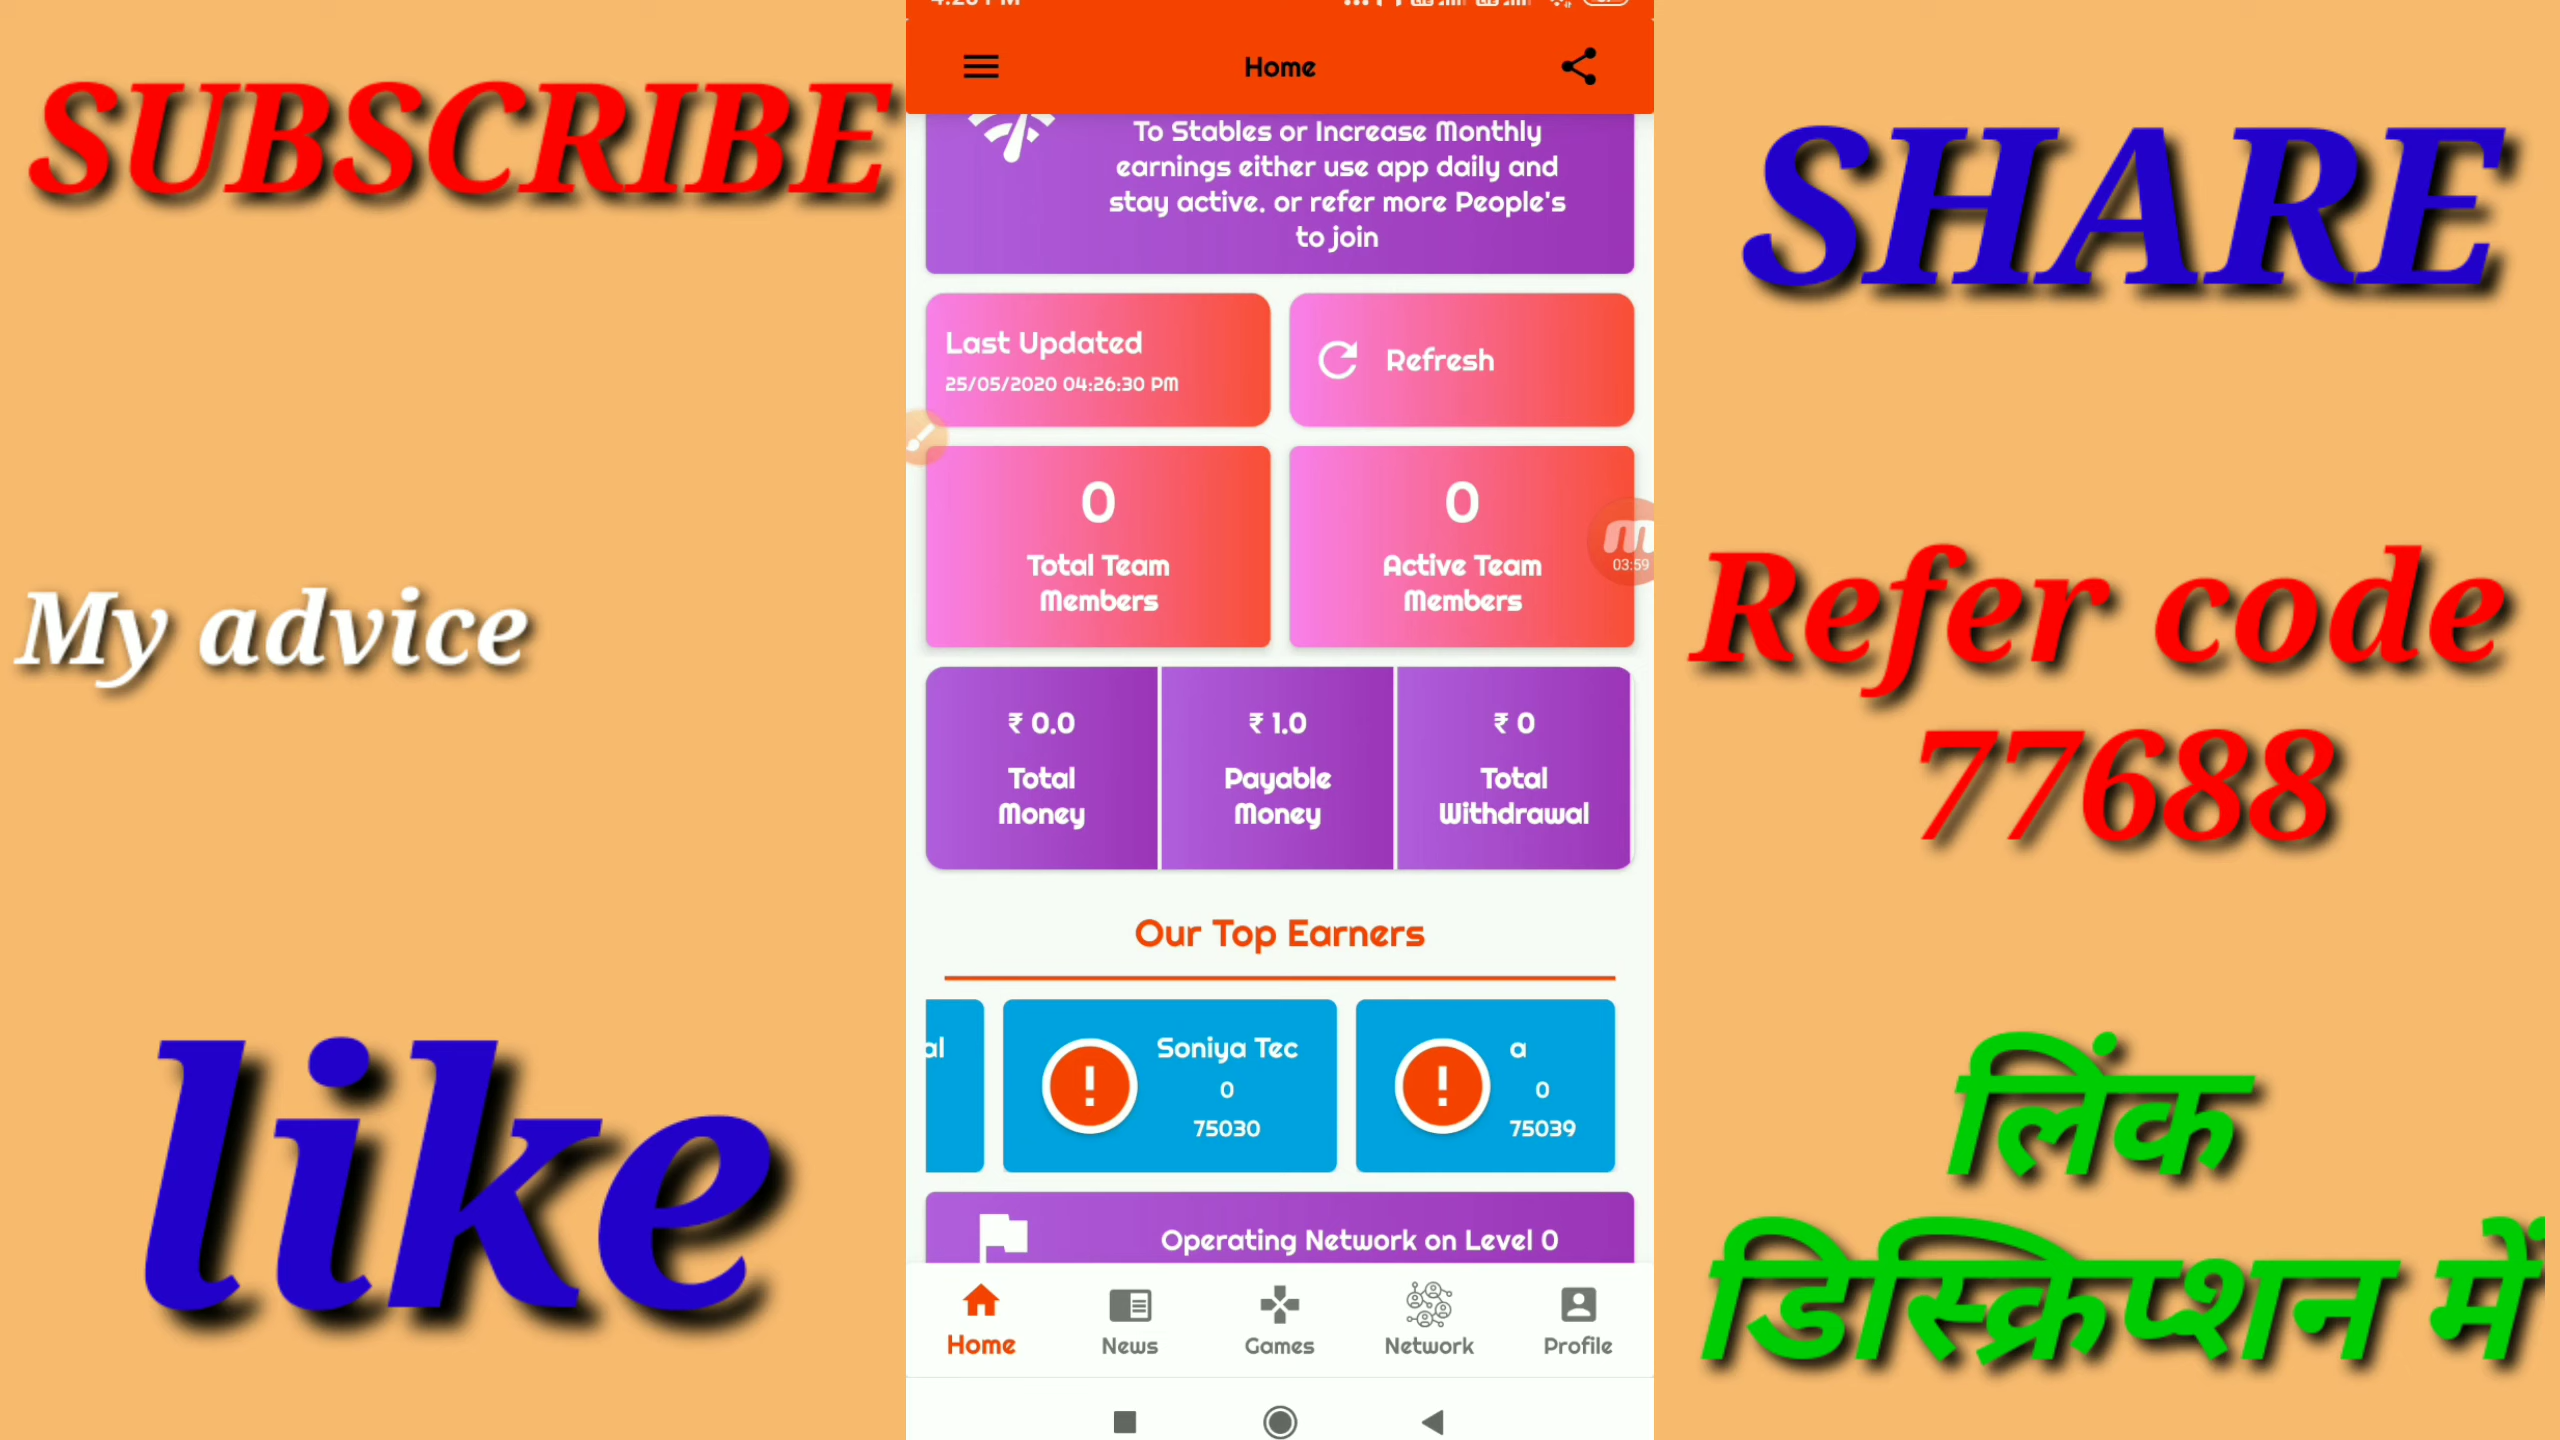 SUBSCRIBE
My advice
like
Home
To Stables or Increase Monthly
earnings either use app daily and
stay active. or refer more People's
to join
Last Updated
25/05/2020 04:26:30 PM
Refresh
0
Total Team
Members
0
Active Team
Members
03:59
₹ 0.0
Total
Money
₹ 1.0
Payable
Money
₹ 0
Total
Withdrawal
Our Top Earners
al
Soniya Tec
0
75030
a
0
75039
Operating Network on Level 0
Home
News
Games
Network
Profile
SHARE
Refer code
77688
लिंक
डिस्क्रिप्शन में